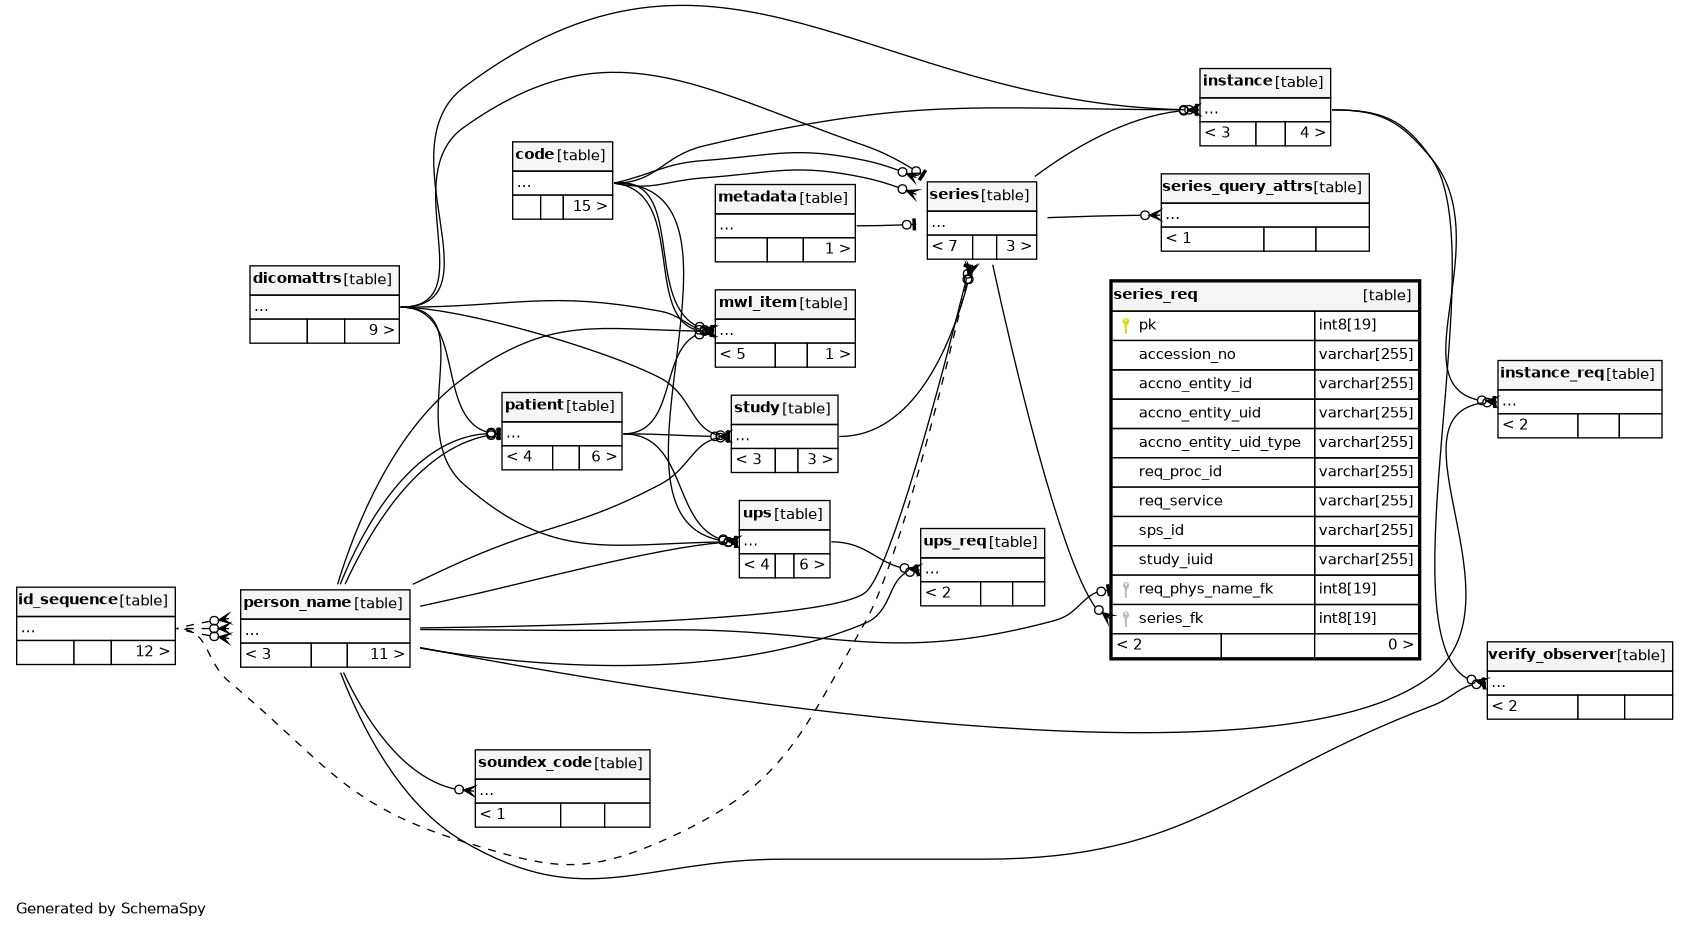 instance [table]
...
< 3 4 >
code [table]
...
15 >
metadata [table]
...
1 >
series [table]
...
< 7 3 >
series_query_attrs [table]
...
< 1
dicomattrs [table]
...
9 >
mwl_item [table]
...
< 5 1 >
series_req [table]
pk int8[19]
accession_no varchar[255]
accno_entity_id varchar[255]
accno_entity_uid varchar[255]
accno_entity_uid_type varchar[255]
req_proc_id varchar[255]
req_service varchar[255]
sps_id varchar[255]
study_iuid varchar[255]
req_phys_name_fk int8[19]
series_fk int8[19]
< 2 0 >
instance_req [table]
...
< 2
patient [table]
...
< 4 6 >
study [table]
...
< 3 3 >
ups [table]
...
< 4 6 >
ups_req [table]
...
< 2
id_sequence [table]
...
12 >
person_name [table]
...
< 3 11 >
verify_observer [table]
...
< 2
soundex_code [table]
...
< 1
Generated by SchemaSpy